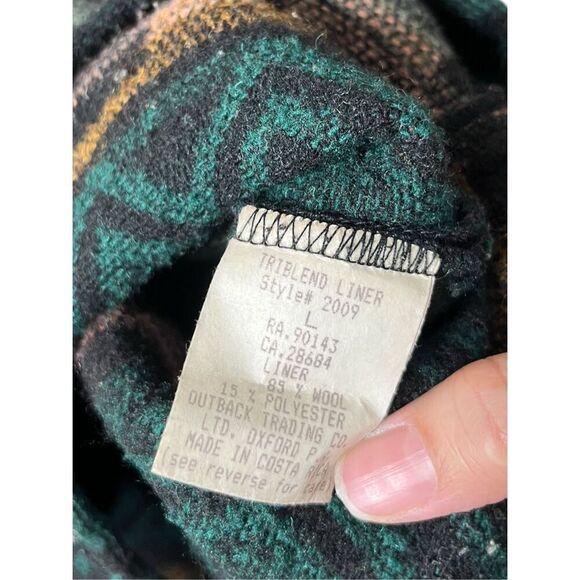 TRIBLEND LINER
Style# 2009
L
RA.90143
CA.28684
LINER
85 % WOOL
15 % POLYESTER
OUTBACK TRADING CO.
LTD. OXFORD P
MADE IN COSTA
see reverse for